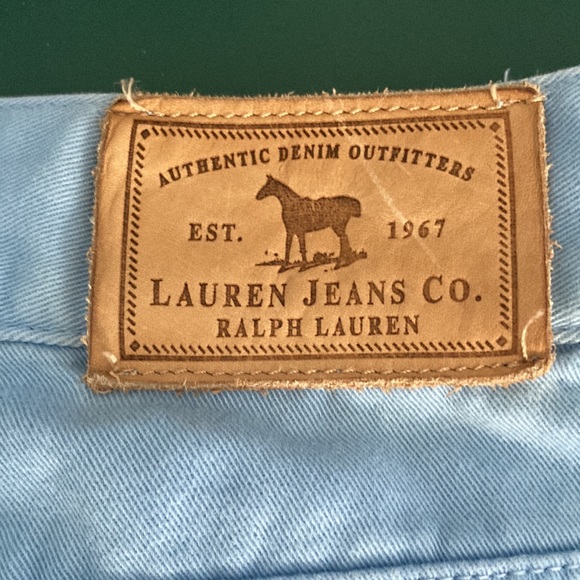 AUTHENTIC DENIM OUTFITTERS
EST. 1967
LAUREN JEANS CO.
RALPH LAUREN